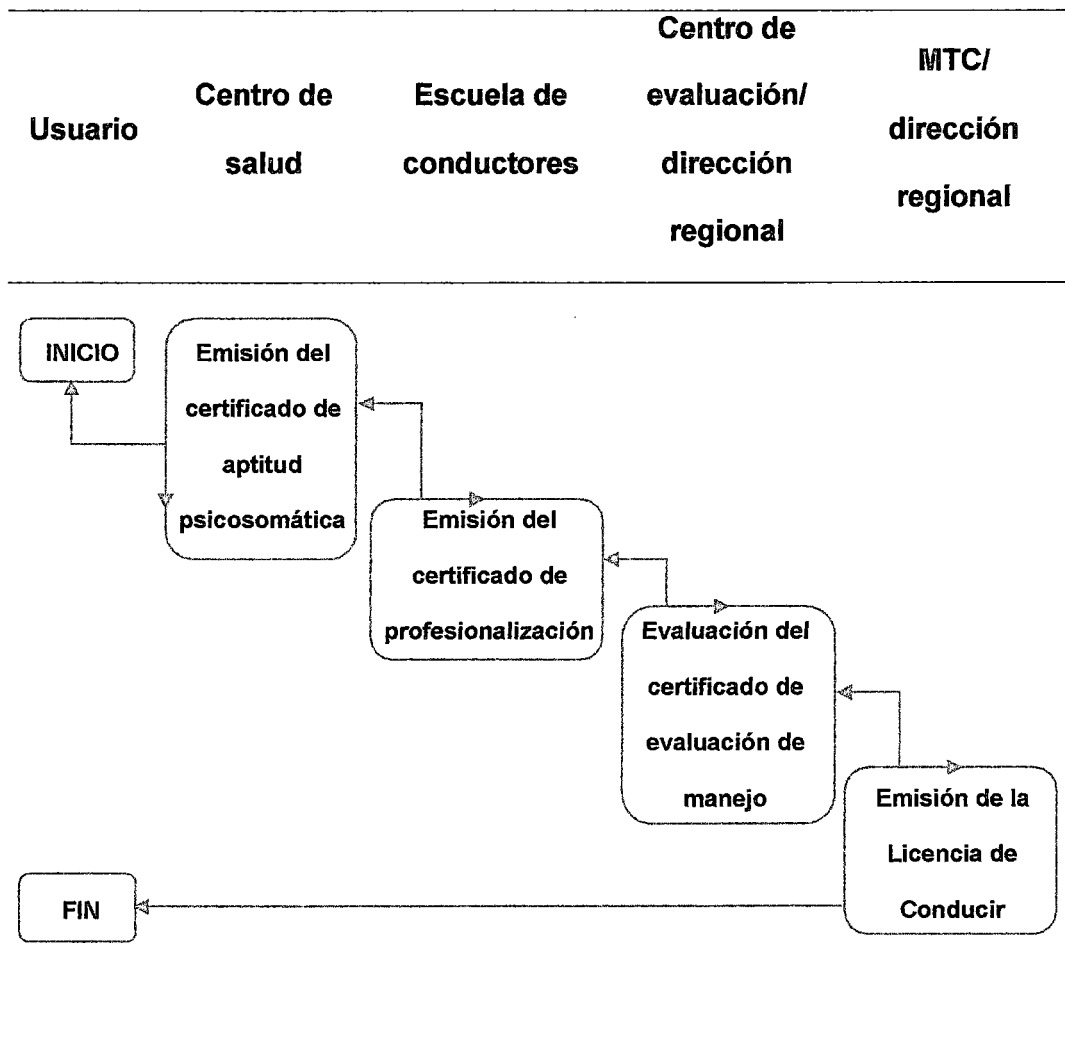 Usuario
Centro de
salud
Escuela de
conductores
Centro de
evaluación/
dirección
regional
MTC/
dirección
regional
INICIO
Emisión del
certificado de
aptitud
psicosomática
Emisión del
certificado de
profesionalización
Evaluación del
certificado de
evaluación de
manejo
Emisión de la
Licencia de
Conducir
FIN